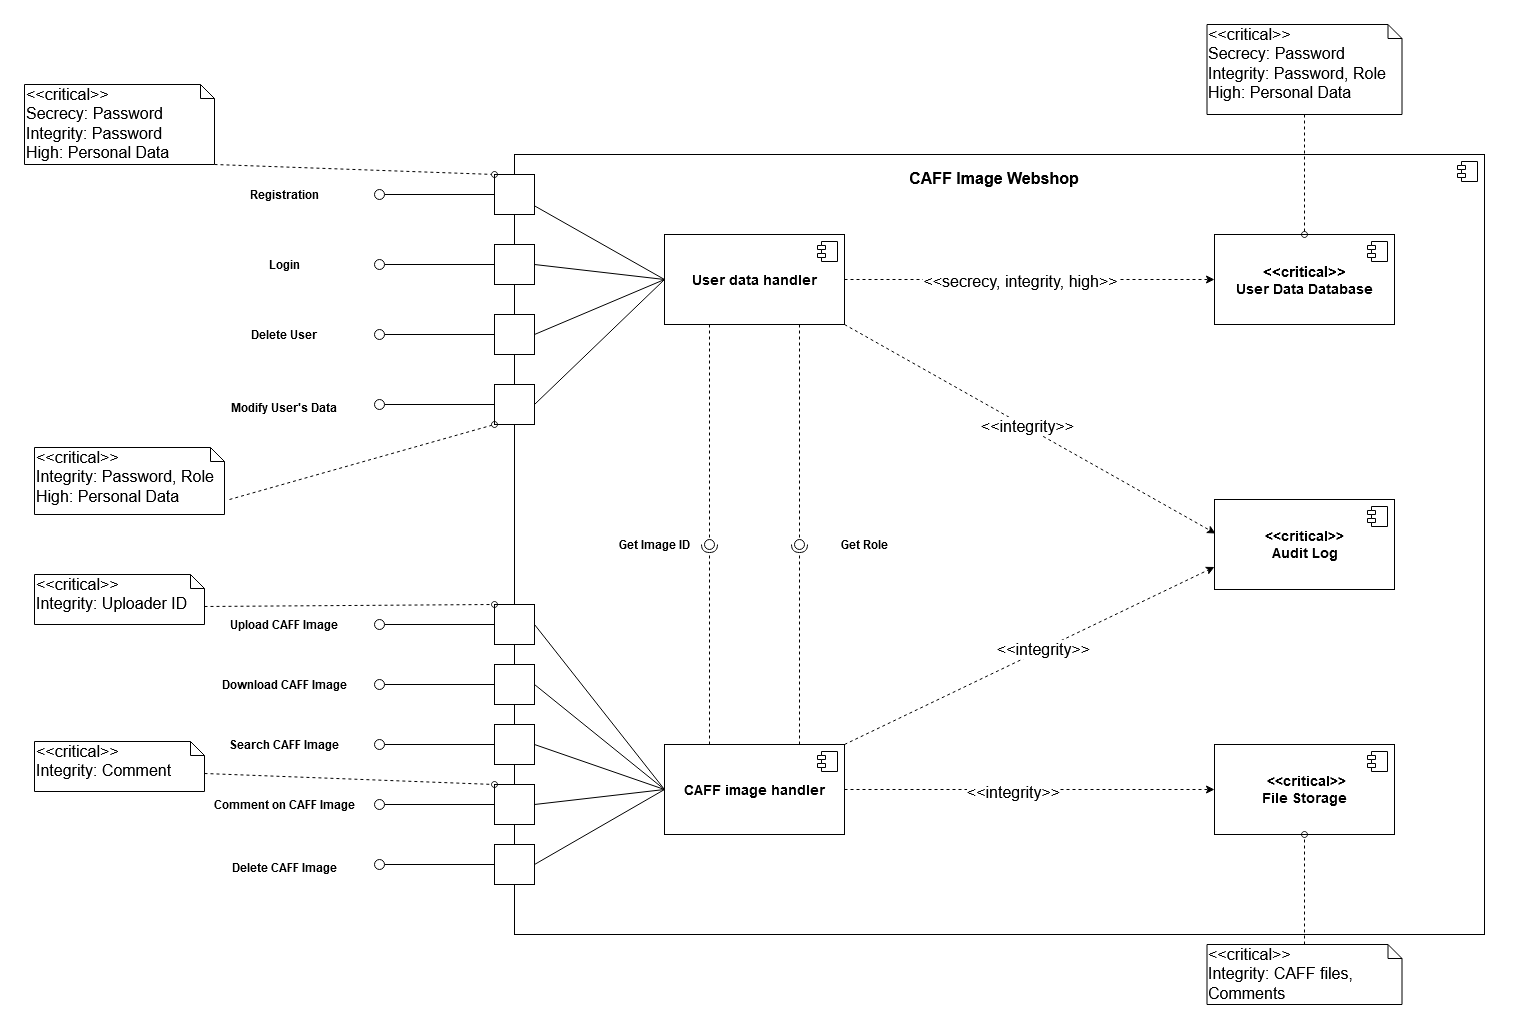 <<critical>>
Secrecy: Password
Integrity: Password, Role
High: Personal Data
<<critical>>
Secrecy: Password
Integrity: Password
High: Personal Data
CAFF Image Webshop
Registration
Login
Delete User
Modify User's Data
User data handler
<<secrecy, integrity, high>>
<<critical>>
User Data Database
<<integrity>>
<<critical>>
Integrity: Password, Role
High: Personal Data
Get Image ID
Get Role
<<critical>>
Audit Log
<<critical>>
Integrity: Uploader ID
Upload CAFF Image
Download CAFF Image
Search CAFF Image
<<critical>>
Integrity: Comment
Comment on CAFF Image
Delete CAFF Image
<<integrity>>
CAFF image handler
<<integrity>>
<<critical>>
File Storage
<<critical>>
Integrity: CAFF files,
Comments